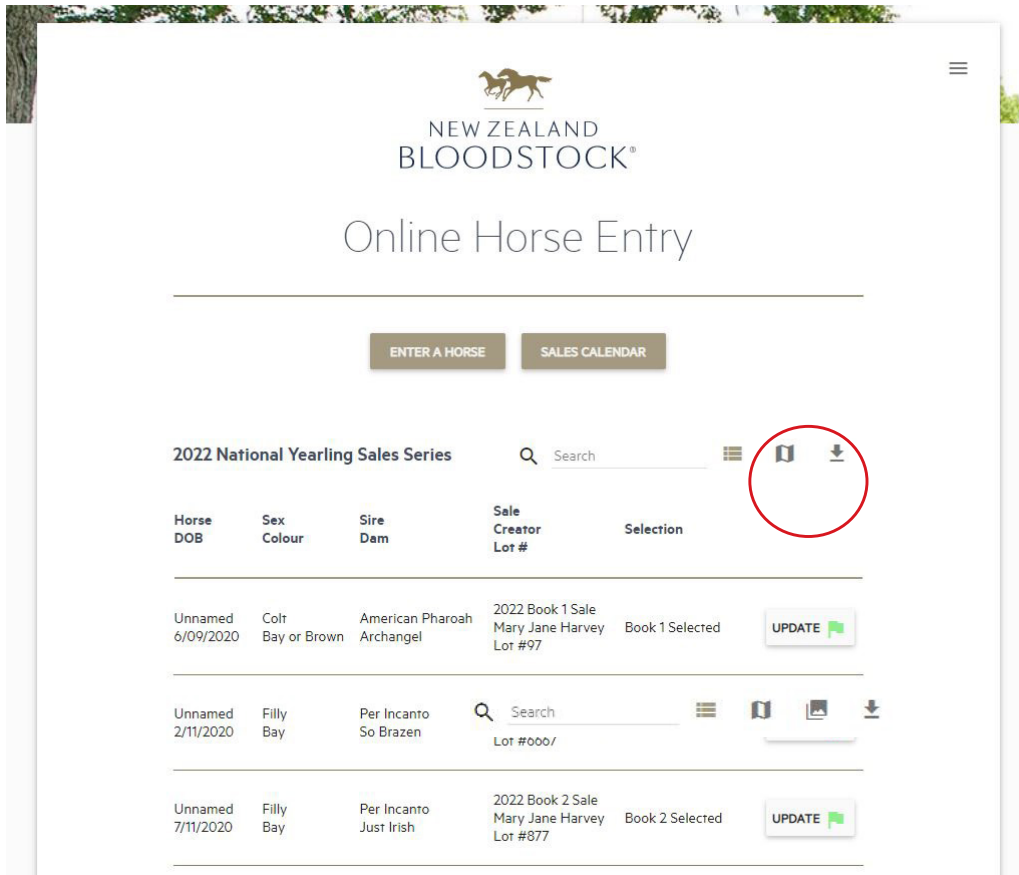 NEW ZEALAND
BLOODSTOCK®
Online Horse Entry
ENTER A HORSE SALES CALENDAR
2022 National Yearling Sales Series Search
Horse Sex Sire Sale Selection
DOB Colour Dam Creator
Lot #
Unnamed Colt American Pharoah 2022 Book 1 Sale
6/09/2020 Bay or Brown Archangel Mary Jane Harvey Book 1 Selected UPDATE
Lot #97
Unnamed Filly Per Incanto Search
2/11/2020 Bay So Brazen
Lot #6667
Unnamed Filly Per Incanto 2022 Book 2 Sale
7/11/2020 Bay Just Irish Mary Jane Harvey Book 2 Selected UPDATE
Lot #877